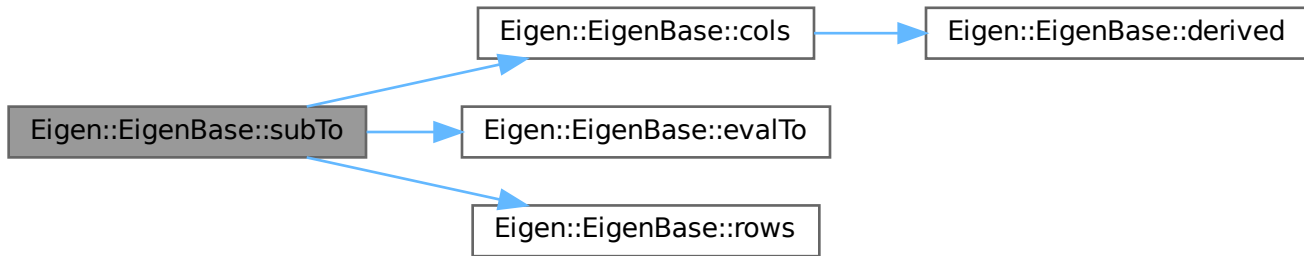 Eigen::EigenBase::cols
Eigen::EigenBase::derived
Eigen::EigenBase::subTo
Eigen::EigenBase::evalTo
Eigen::EigenBase::rows